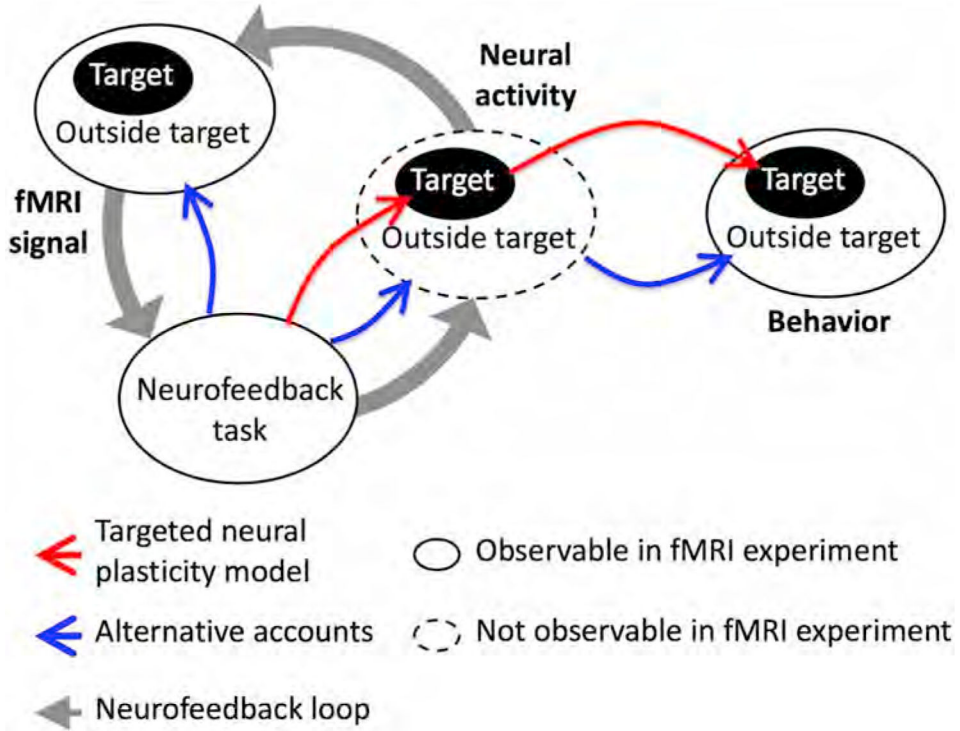 Target
Outside target
fMRI
signal
Neurofeedback
task
Neural
activity
Target
Outside target
Target
Outside target
Behavior
Targeted neural
plasticity model
Observable in fMRI experiment
Alternative accounts
Not observable in fMRI experiment
Neurofeedback loop